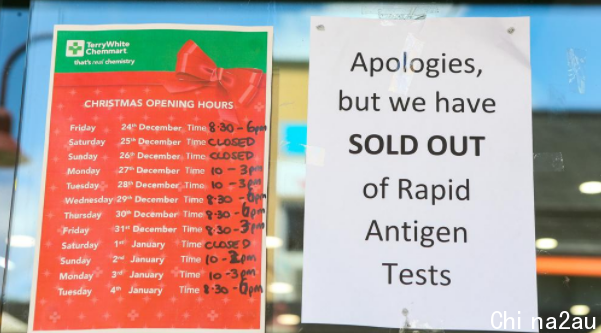 TerryWhite
Chemmart
that's real chemistry
CHRISTMAS OPENING HOURS
Friday 24th December Time 8·30 - 6pm
Saturday 25th December Time CLOSED
Sunday 26th December Time CLOSED
Monday 27th December Time 10 - 3pm
Tuesday 28th December Time 10 - 3pm
Wednesday 29th December Time 8·30 - 6pm
Thursday 30th December Time 8·30 - 6pm
Friday 31st December Time 8·30 - 3pm
Saturday 1st January Time CLOSED
Sunday 2nd January Time 10 - 3pm
Monday 3rd January Time 10 - 3pm
Tuesday 4th January Time 8·30 - 6pm
Apologies,
but we have
SOLD OUT
of Rapid
Antigen
Tests
Chi na2au